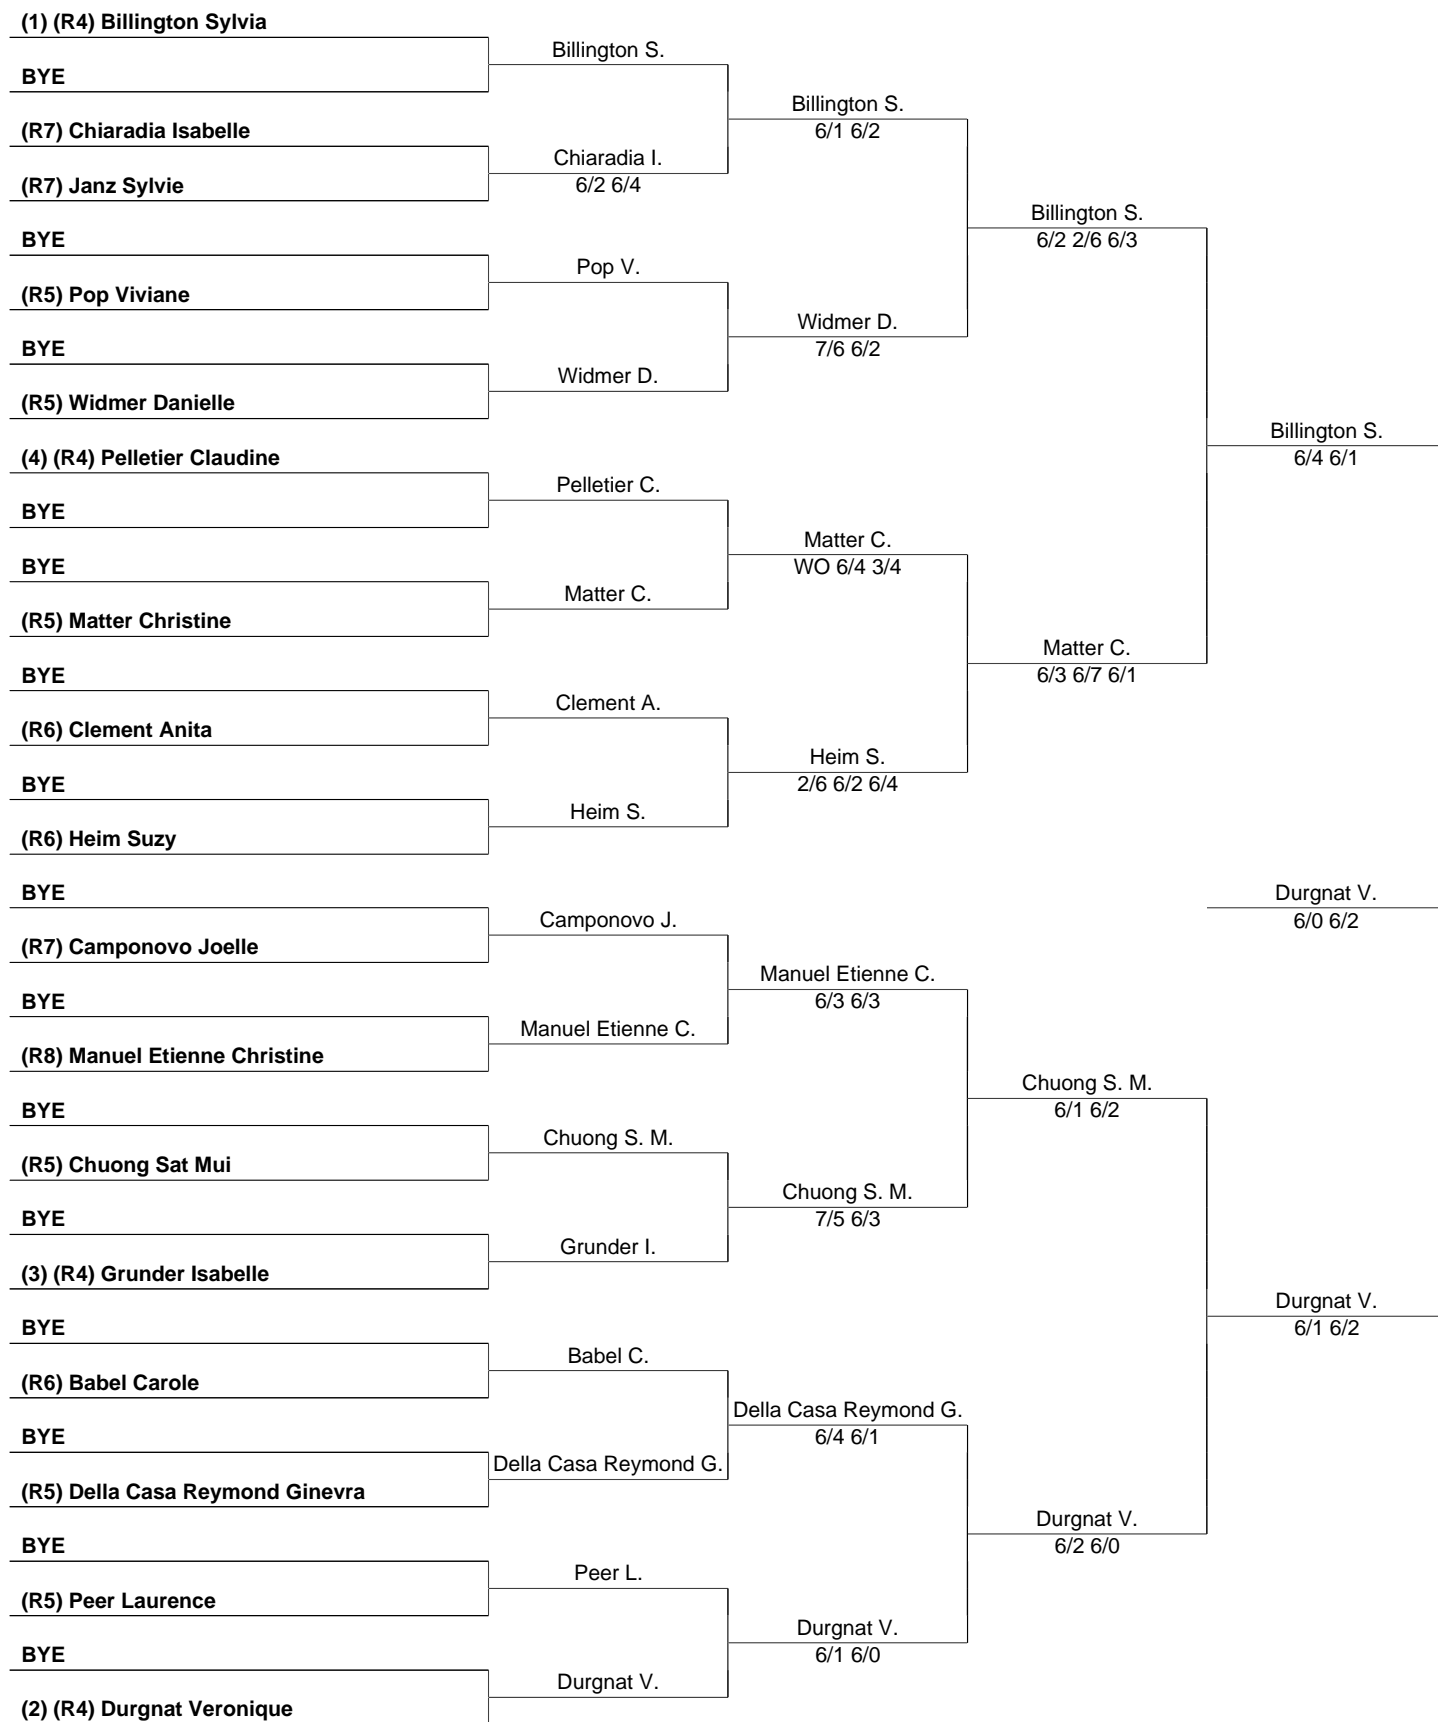 (1) (R4) Billington Sylvia
BYE
(R7) Chiaradia Isabelle
(R7) Janz Sylvie
BYE
(R5) Pop Viviane
BYE
(R5) Widmer Danielle
(4) (R4) Pelletier Claudine
BYE
BYE
(R5) Matter Christine
BYE
(R6) Clement Anita
BYE
(R6) Heim Suzy
BYE
(R7) Camponovo Joelle
BYE
(R8) Manuel Etienne Christine
BYE
(R5) Chuong Sat Mui
BYE
(3) (R4) Grunder Isabelle
BYE
(R6) Babel Carole
BYE
(R5) Della Casa Reymond Ginevra
BYE
(R5) Peer Laurence
BYE
(2) (R4) Durgnat Veronique
Billington S.
Chiaradia I.
6/2 6/4
Pop V.
Widmer D.
Pelletier C.
Matter C.
Clement A.
Heim S.
Camponovo J.
Manuel Etienne C.
Chuong S. M.
Grunder I.
Babel C.
Della Casa Reymond G.
Peer L.
Durgnat V.
Billington S.
6/1 6/2
Widmer D.
7/6 6/2
Matter C.
WO 6/4 3/4
Heim S.
2/6 6/2 6/4
Manuel Etienne C.
6/3 6/3
Chuong S. M.
7/5 6/3
Della Casa Reymond G.
6/4 6/1
Durgnat V.
6/1 6/0
Billington S.
6/2 2/6 6/3
Matter C.
6/3 6/7 6/1
Chuong S. M.
6/1 6/2
Durgnat V.
6/2 6/0
Billington S.
6/4 6/1
Durgnat V.
6/0 6/2
Durgnat V.
6/1 6/2